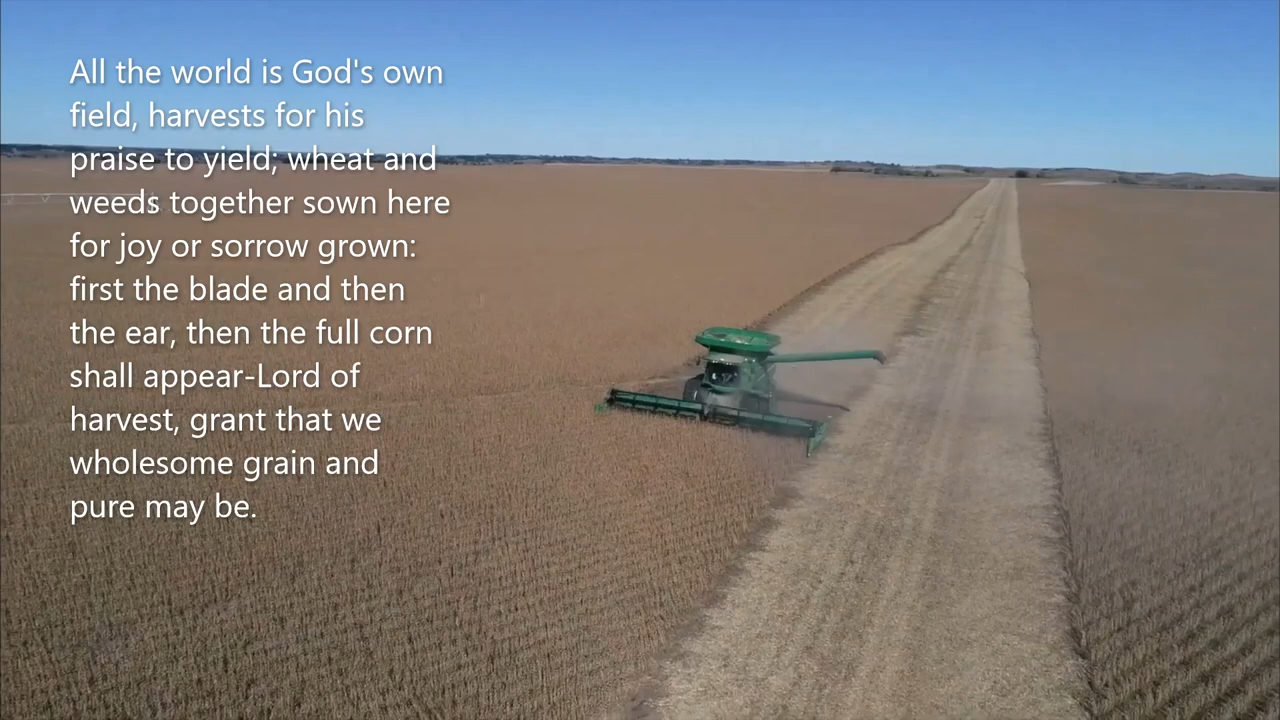 All the world is God's own
field, harvests for his
praise to yield; wheat and
weeds together sown here
for joy or sorrow grown:
first the blade and then
the ear, then the full corn
shall appear-Lord of
harvest, grant that we
wholesome grain and
pure may be.